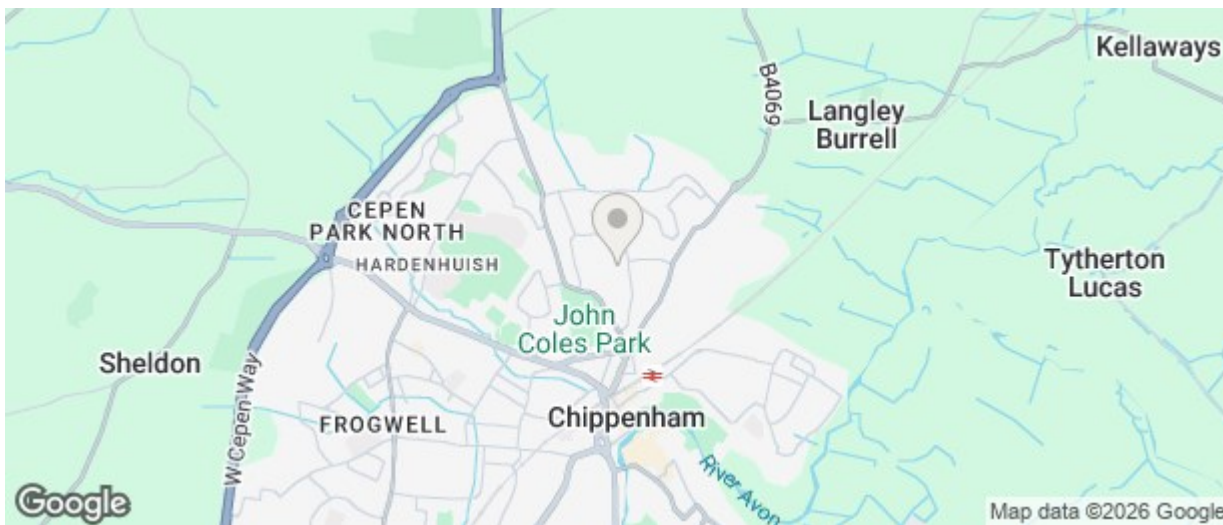 Kellaways
B4069
Langley
Burrell
CEPEN
PARK NORTH
HARDENHUISH
Tytherton
Lucas
John
Coles Park
Sheldon
W Cepen Way
FROGWELL
Chippenham
River Avon
Google
Map data ©2026 Google